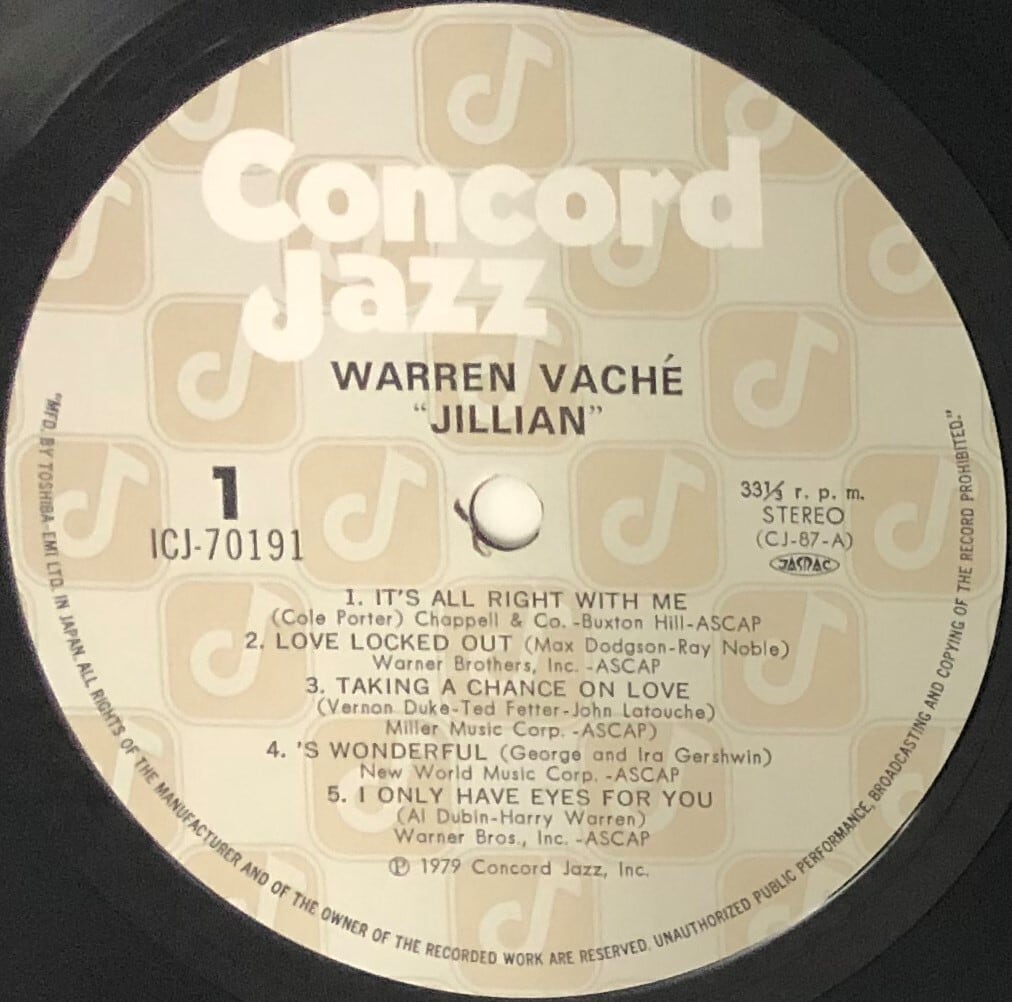 Concord
Jazz
WARREN VACHÉ
“JILLIAN”
1
ICJ-70191
33⅓ r. p. m.
STEREO
(CJ-87-A)
JASRAC
1. IT'S ALL RIGHT WITH ME
(Cole Porter) Chappell & Co. -Buxton Hill-ASCAP
2. LOVE LOCKED OUT (Max Dodgson-Ray Noble)
Warner Brothers, Inc. -ASCAP
3. TAKING A CHANCE ON LOVE
(Vernon Duke-Ted Fetter-John Latouche)
Miller Music Corp. -ASCAP)
4. 'S WONDERFUL (George and Ira Gershwin)
New World Music Corp. -ASCAP
5. I ONLY HAVE EYES FOR YOU
(Al Dubin-Harry Warren)
Warner Bros., Inc. -ASCAP
℗ 1979 Concord Jazz, Inc.
"MFD. BY TOSHIBA-EMI LTD. IN JAPAN. ALL RIGHTS OF THE MANUFACTURER AND OF THE OWNER OF THE RECORDED WORK ARE RESERVED. UNAUTHORIZED PUBLIC PERFORMANCE, BROADCASTING AND COPYING OF THE RECORD PROHIBITED."